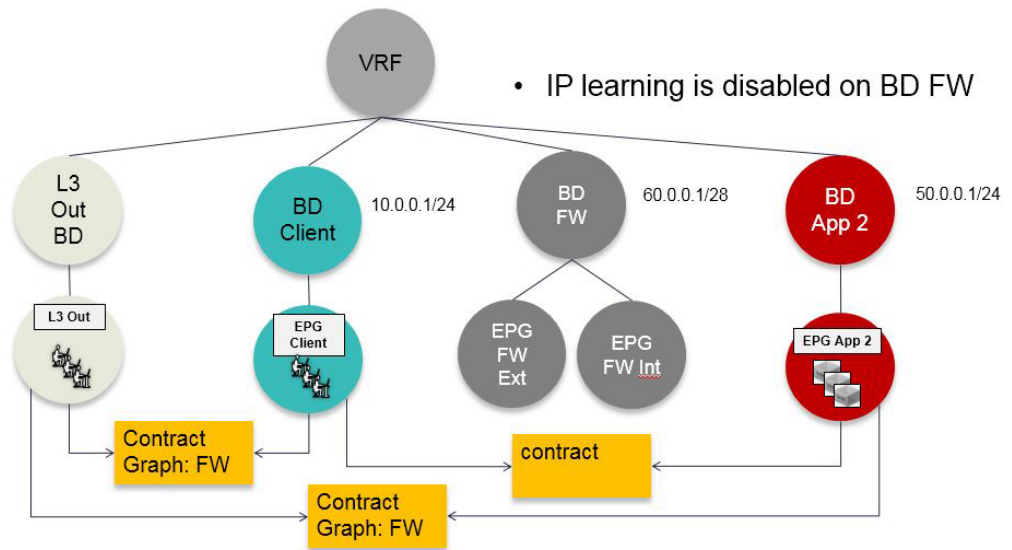 VRF
• IP learning is disabled on BD FW
L3
Out
BD
BD
Client
10.0.0.1/24
BD
FW
60.0.0.1/28
BD
App 2
50.0.0.1/24
L3 Out
EPG
Client
EPG
FW
Ext
EPG
FW Int
EPG App 2
Contract
Graph: FW
contract
Contract
Graph: FW